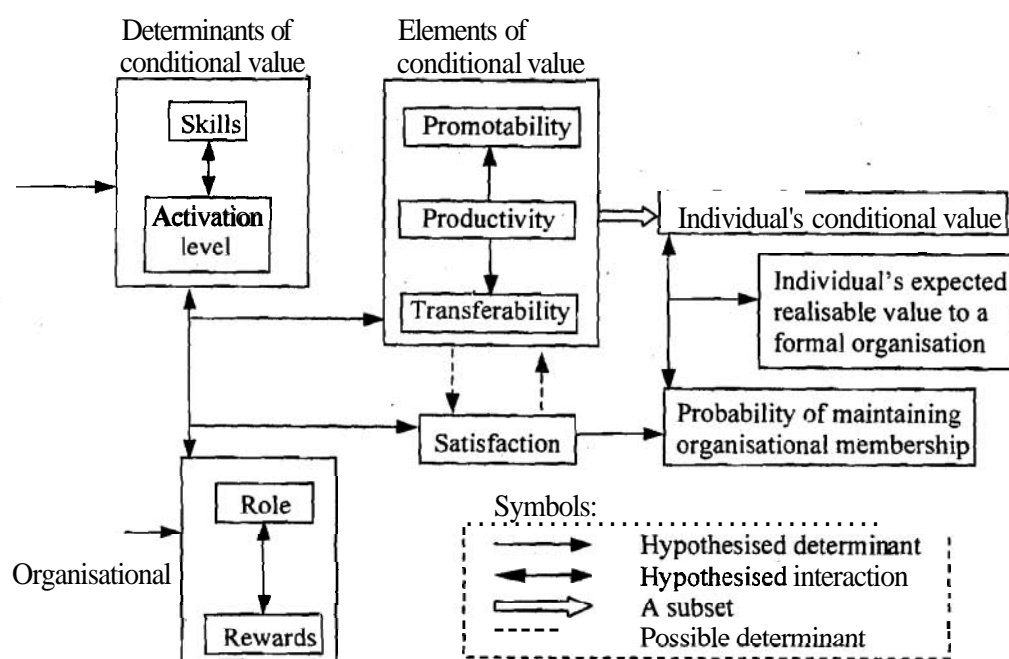 Determinants of
conditional value
Elements of
conditional value
Skills
Activation
level
Promotability
Productivity
Transferability
Individual's conditional value
Individual's expected
realisable value to a
formal organisation
Satisfaction
Probability of maintaining
organisational membership
Role
Organisational
Rewards
Symbols:
Hypothesised determinant
Hypothesised interaction
A subset
Possible determinant